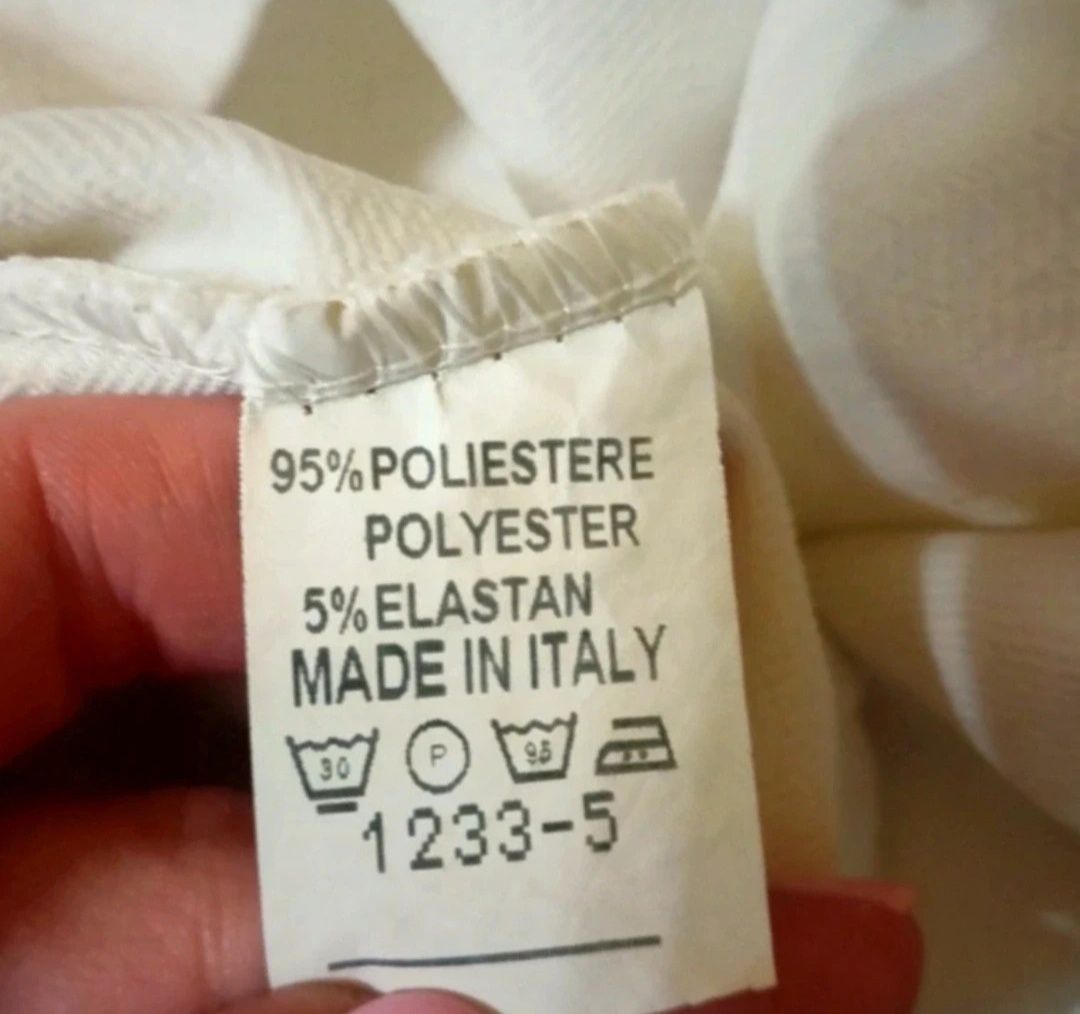 95% POLIESTERE
POLYESTER
5% ELASTAN
MADE IN ITALY
30 P 95
1233-5